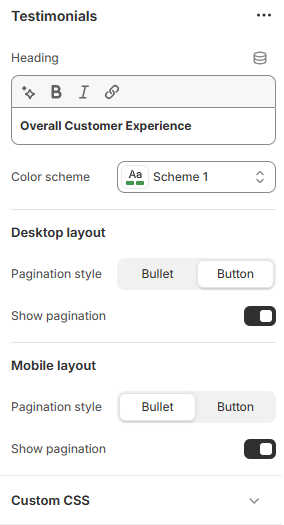 Testimonials
Heading
B I
Overall Customer Experience
Color scheme Aa Scheme 1
Desktop layout
Pagination style Bullet Button
Show pagination
Mobile layout
Pagination style Bullet Button
Show pagination
Custom CSS